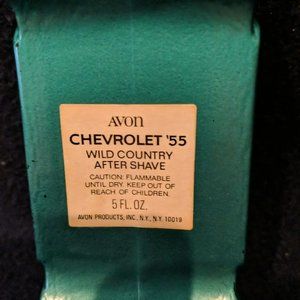 AVON
CHEVROLET '55
WILD COUNTRY
AFTER SHAVE
CAUTION: FLAMMABLE
UNTIL DRY. KEEP OUT OF
REACH OF CHILDREN.
5 FL. OZ.
AVON PRODUCTS, INC., N.Y., N.Y. 10019